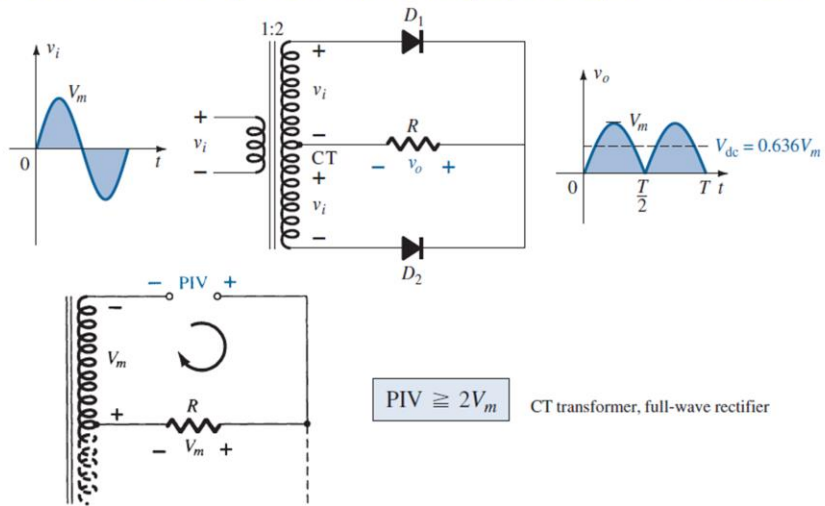 v_i
V_m
0
t
1:2
+
v_i
−
+
v_i
−
CT
+
v_i
−
D_1
R
− v_o +
D_2
v_o
V_m
V_dc = 0.636V_m
0
T/2
T t
− PIV +
−
V_m
+
R
− V_m +
PIV ≧ 2V_m
CT transformer, full-wave rectifier